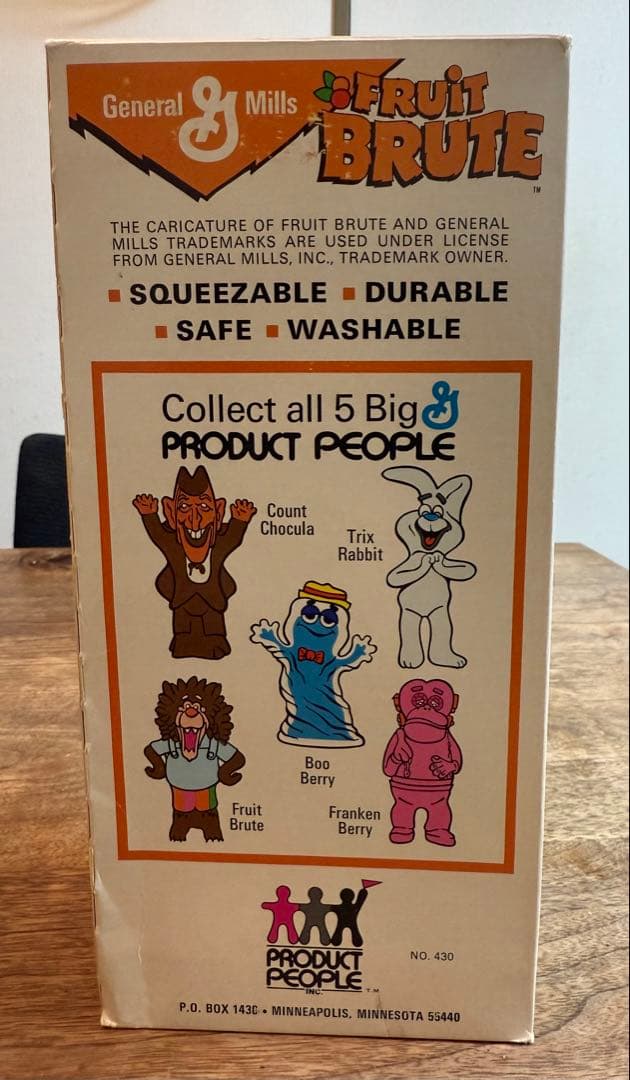 General G Mills
FRUIT
BRUTE
TM
THE CARICATURE OF FRUIT BRUTE AND GENERAL
MILLS TRADEMARKS ARE USED UNDER LICENSE
FROM GENERAL MILLS, INC., TRADEMARK OWNER.
▪ SQUEEZABLE ▪ DURABLE
▪ SAFE ▪ WASHABLE
Collect all 5 Big G
PRODUCT PEOPLE
Count
Chocula
Trix
Rabbit
Boo
Berry
Fruit
Brute
Franken
Berry
PRODUCT
PEOPLE
INC. T.M.
NO. 430
P.O. BOX 1430 • MINNEAPOLIS, MINNESOTA 55440